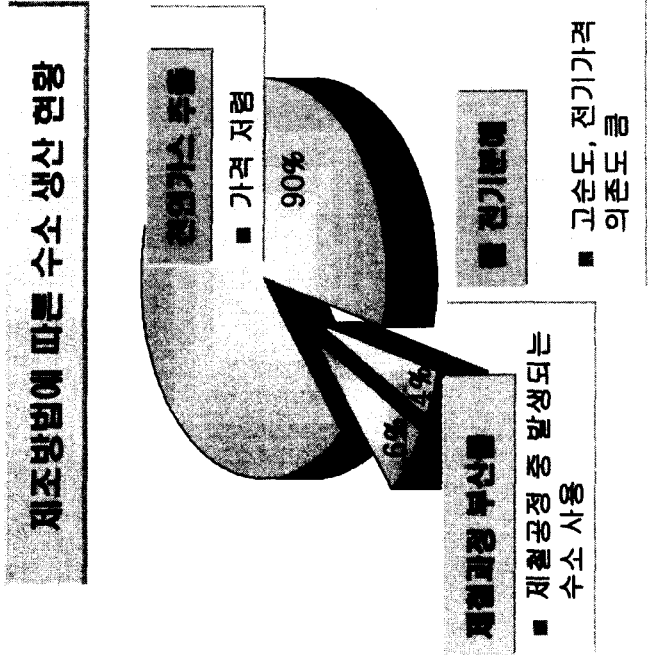 제조방법에 따른 수소 생산 현황
천연가스 추출
■ 가격 저렴
90%
6%
4%
제철과정 부산물
■ 제철공정 중 발생되는
수소 사용
물 전기분해
■ 고순도, 전기가격
의존도 큼